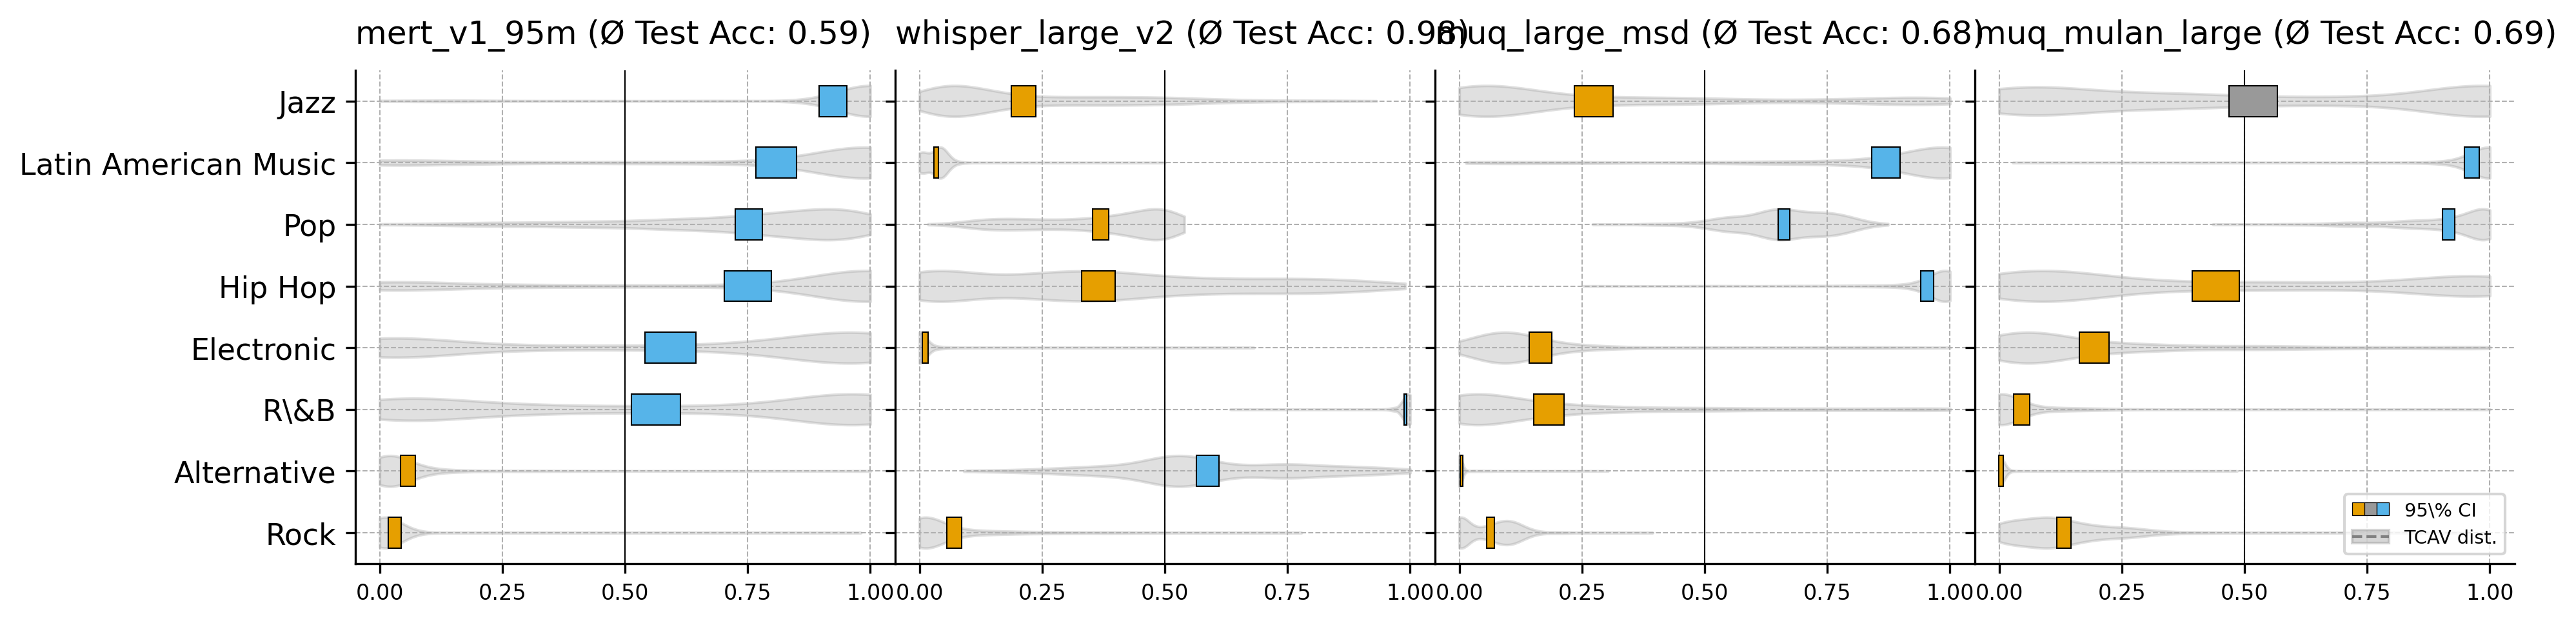 mert_v1_95m (Ø Test Acc: 0.59)
whisper_large_v2 (Ø Test Acc: 0.98)
muq_large_msd (Ø Test Acc: 0.68)
muq_mulan_large (Ø Test Acc: 0.69)
Jazz
Latin American Music
Pop
Hip Hop
Electronic
R\&B
Alternative
Rock
95\% CI
TCAV dist.
0.00 0.25 0.50 0.75 1.00
0.00 0.25 0.50 0.75 1.00
0.00 0.25 0.50 0.75 1.00
0.00 0.25 0.50 0.75 1.00